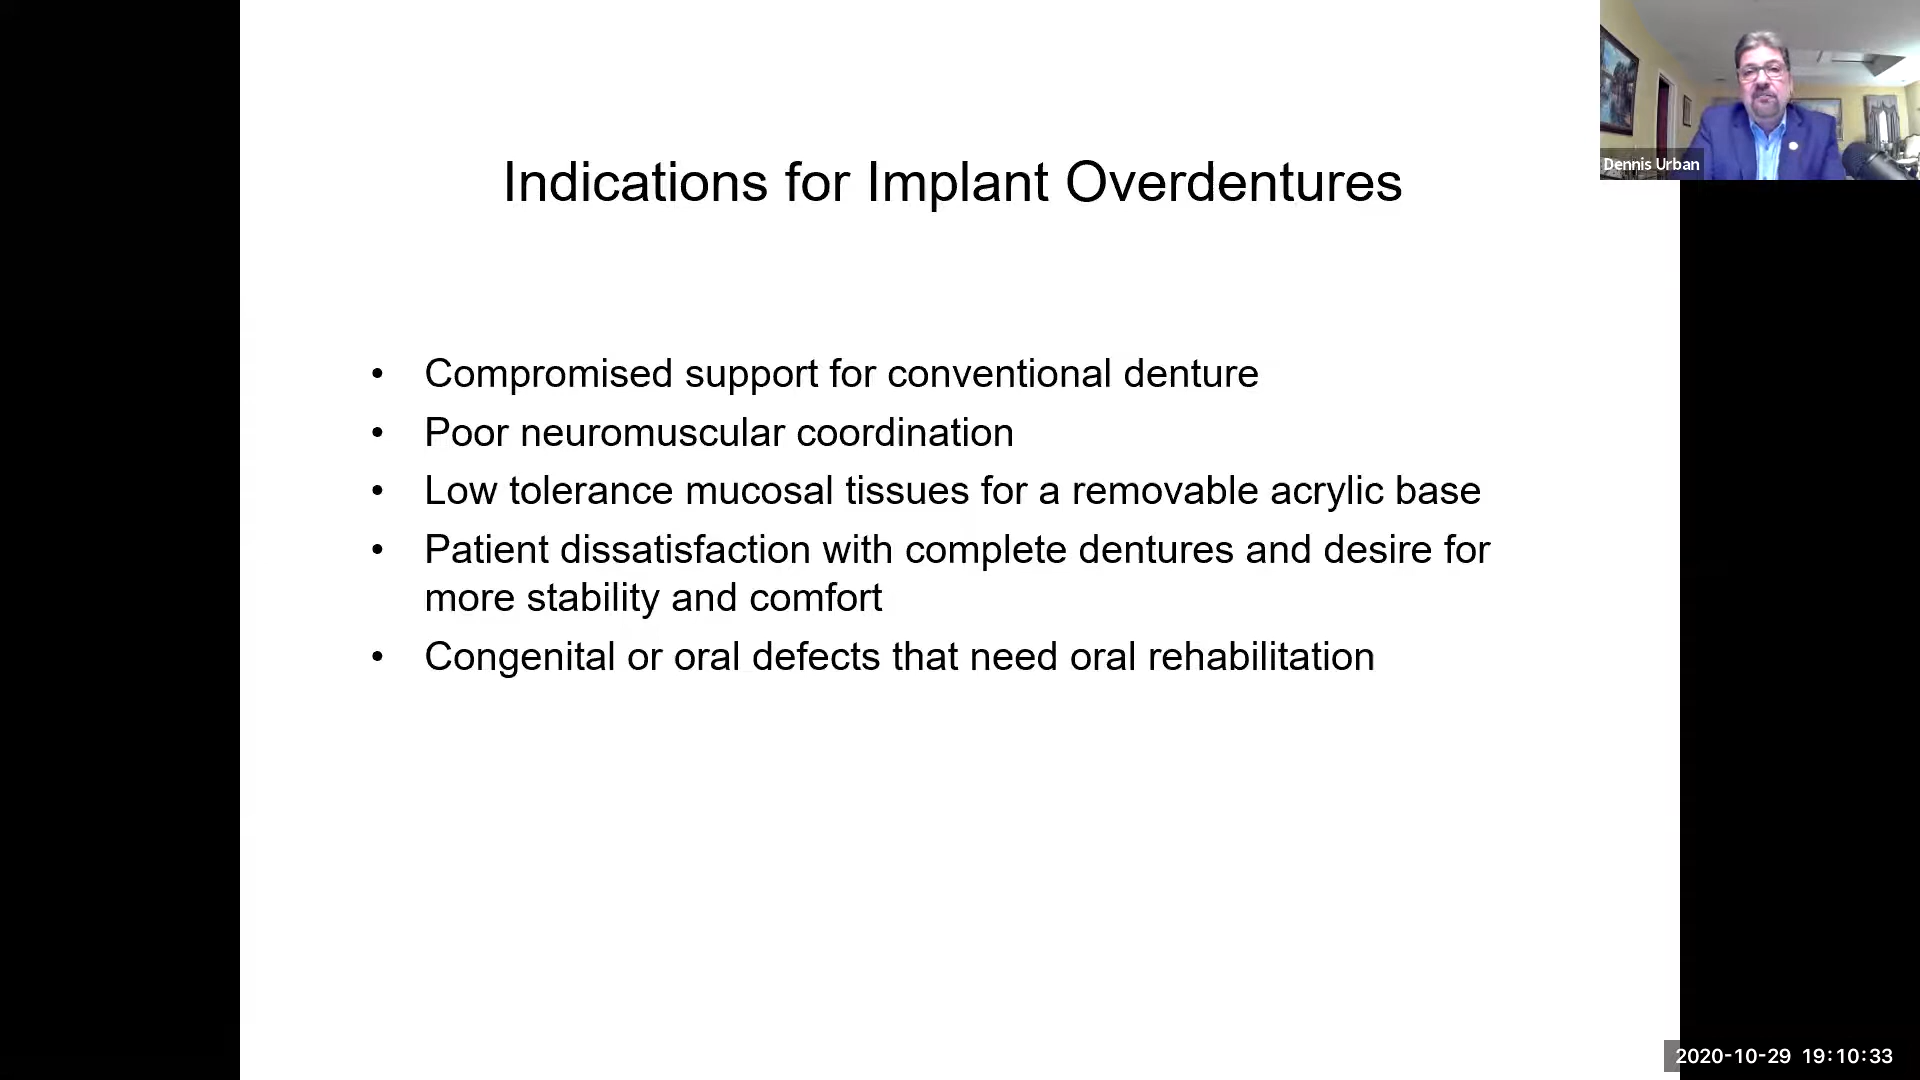 Indications for Implant Overdentures
• Compromised support for conventional denture
• Poor neuromuscular coordination
• Low tolerance mucosal tissues for a removable acrylic base
• Patient dissatisfaction with complete dentures and desire for
more stability and comfort
• Congenital or oral defects that need oral rehabilitation
Dennis Urban
2020-10-29 19:10:33